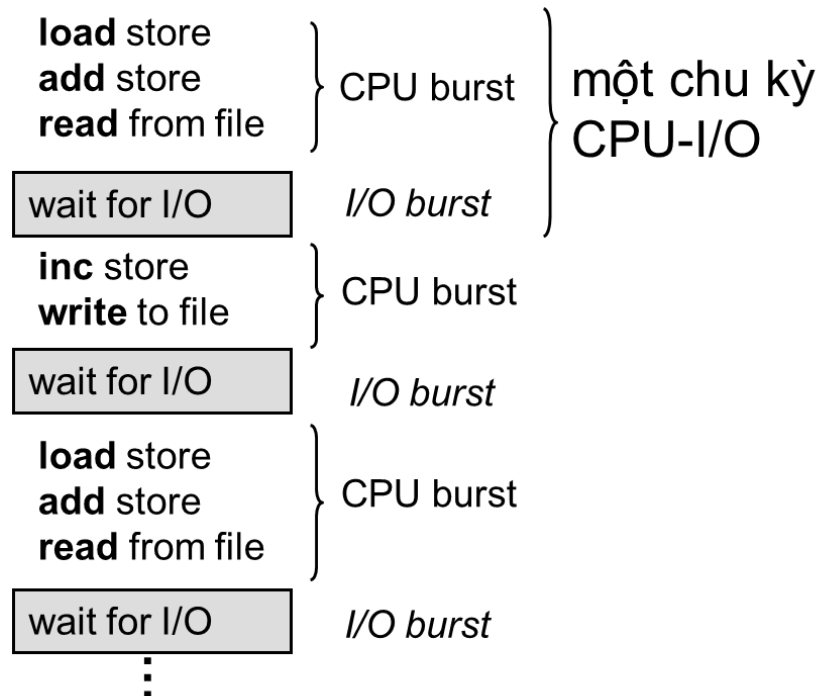 load store
add store
read from file
CPU burst
một chu kỳ
CPU-I/O
wait for I/O
I/O burst
inc store
write to file
CPU burst
wait for I/O
I/O burst
load store
add store
read from file
CPU burst
wait for I/O
I/O burst